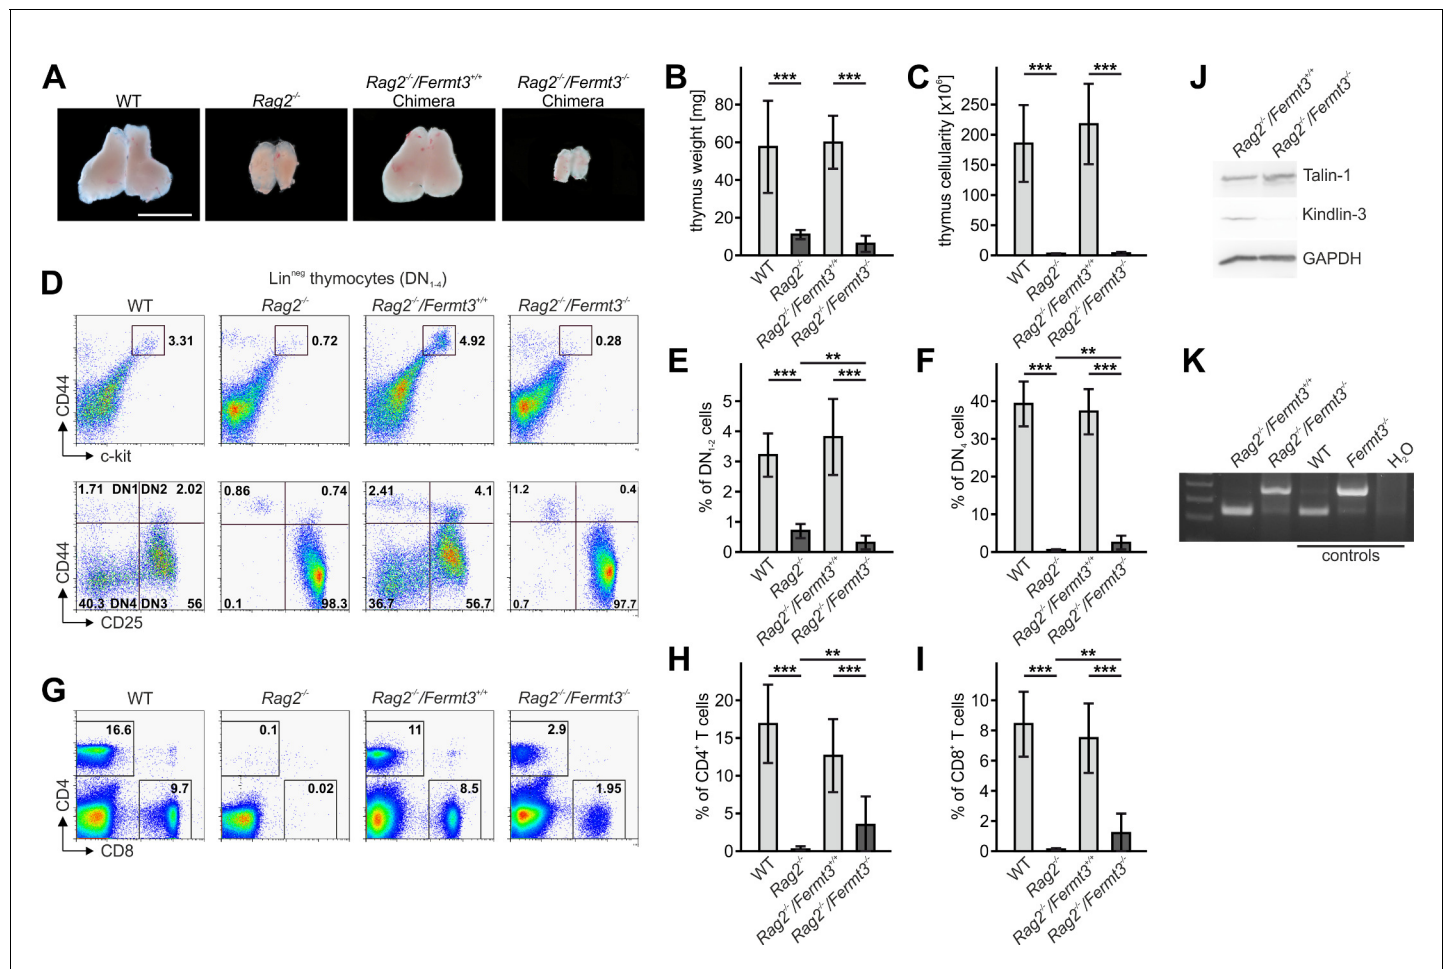 A
WT
Rag2-/-
Rag2-/-/Fermt3+/+
Chimera
Rag2-/-/Fermt3-/-
Chimera
B
thymus weight [mg]
80
60
40
20
0
***
***
WT
Rag2-/-
Rag2-/-/Fermt3+/+
Rag2-/-/Fermt3-/-
C
thymus cellularity [x10⁶]
250
200
150
100
50
0
***
***
WT
Rag2-/-
Rag2-/-/Fermt3+/+
Rag2-/-/Fermt3-/-
J
Rag2-/-/Fermt3+/+
Rag2-/-/Fermt3-/-
Talin-1
Kindlin-3
GAPDH
D
Linneg thymocytes (DN1-4)
WT
Rag2-/-
Rag2-/-/Fermt3+/+
Rag2-/-/Fermt3-/-
3.31
0.72
4.92
0.28
CD44
c-kit
1.71 DN1 DN2 2.02
40.3 DN4 DN3 56
0.86 0.74
0.1 98.3
2.41 4.1
36.7 56.7
1.2 0.4
0.7 97.7
CD44
CD25
E
% of DN1-2 cells
5
4
3
2
1
0
**
***
***
WT
Rag2-/-
Rag2-/-/Fermt3+/+
Rag2-/-/Fermt3-/-
F
% of DN4 cells
40
30
20
10
0
**
***
***
WT
Rag2-/-
Rag2-/-/Fermt3+/+
Rag2-/-/Fermt3-/-
K
Rag2-/-/Fermt3+/+
Rag2-/-/Fermt3-/-
WT
Fermt3-/-
H2O
controls
G
WT
Rag2-/-
Rag2-/-/Fermt3+/+
Rag2-/-/Fermt3-/-
16.6
9.7
0.1
0.02
11
8.5
2.9
1.95
CD4
CD8
H
% of CD4+ T cells
20
15
10
5
0
**
***
***
WT
Rag2-/-
Rag2-/-/Fermt3+/+
Rag2-/-/Fermt3-/-
I
% of CD8+ T cells
10
8
6
4
2
0
**
***
***
WT
Rag2-/-
Rag2-/-/Fermt3+/+
Rag2-/-/Fermt3-/-